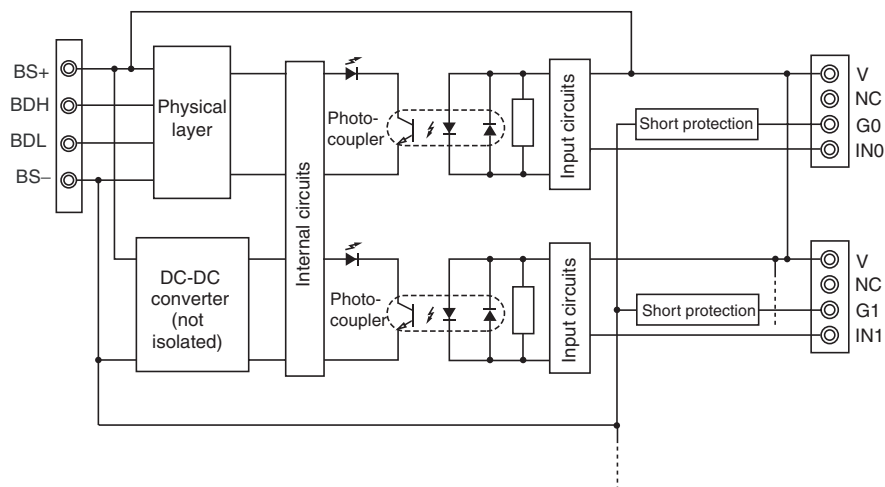 BS+
BDH
BDL
BS−
Physical
layer
DC-DC
converter
(not
isolated)
Internal circuits
Photo-
coupler
Input circuits
Short protection
V
NC
G0
IN0
Photo-
coupler
Input circuits
Short protection
V
NC
G1
IN1